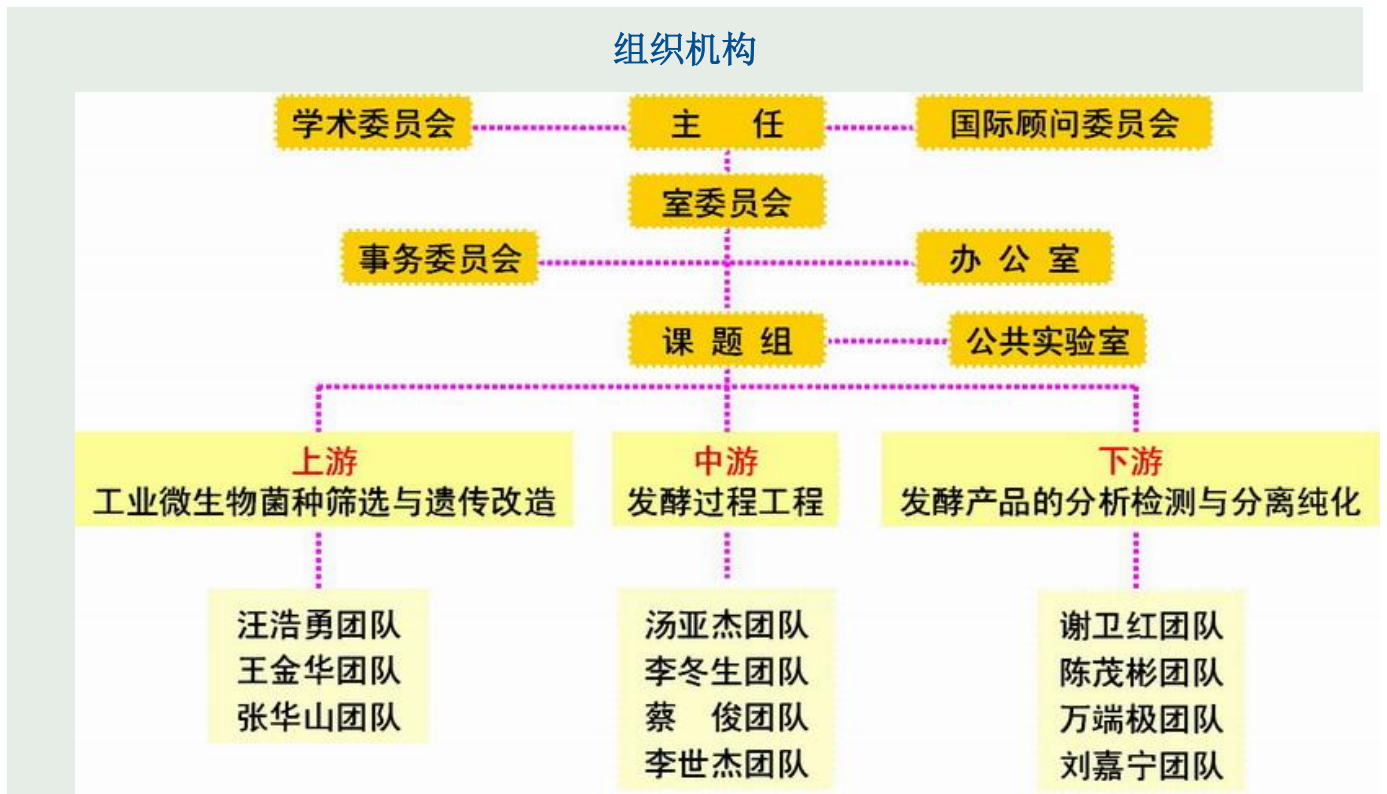 组织机构
学术委员会
主 任
国际顾问委员会
室委员会
事务委员会
办 公 室
课 题 组
公共实验室
上游
工业微生物菌种筛选与遗传改造
中游
发酵过程工程
下游
发酵产品的分析检测与分离纯化
汪浩勇团队
王金华团队
张华山团队
汤亚杰团队
李冬生团队
蔡 俊团队
李世杰团队
谢卫红团队
陈茂彬团队
万端极团队
刘嘉宁团队